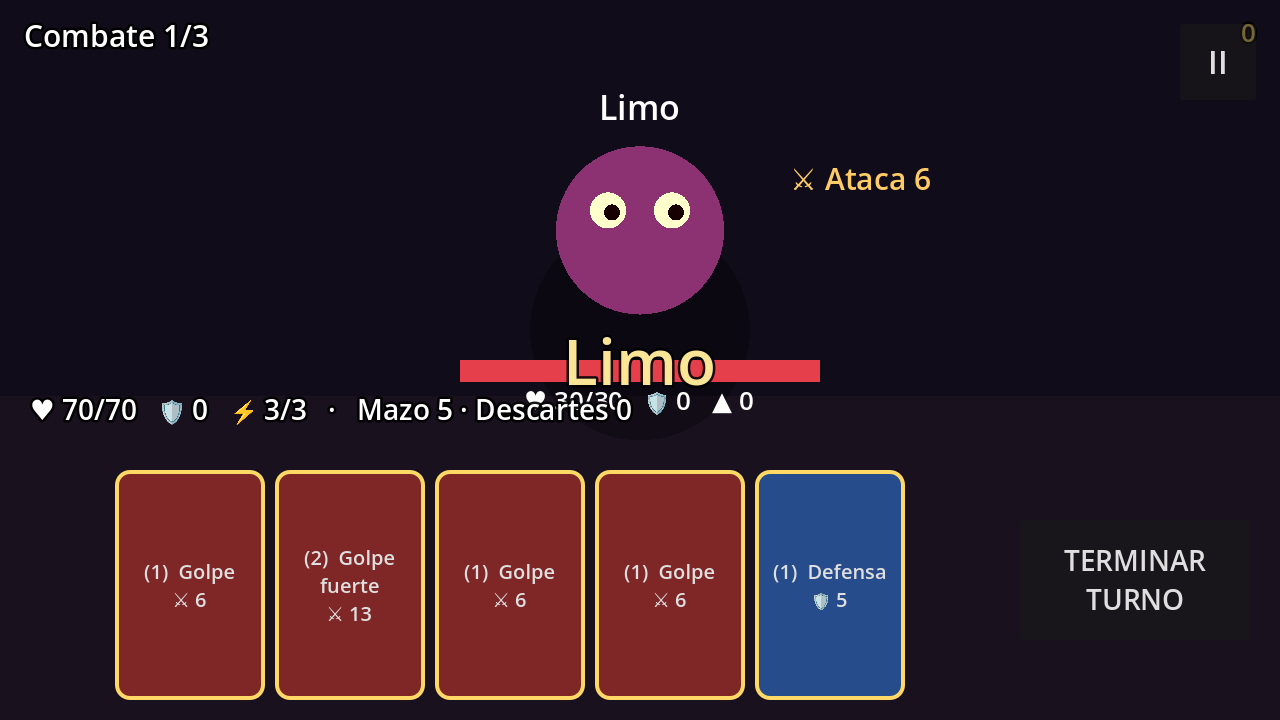 Combate 1/3
0
II
Limo
⚔ Ataca 6
Limo
♥ 30/30 🛡 0 ▲ 0
♥ 70/70 🛡 0 ⚡ 3/3 · Mazo 5 · Descartes 0
(1) Golpe
⚔ 6
(2) Golpe
fuerte
⚔ 13
(1) Golpe
⚔ 6
(1) Golpe
⚔ 6
(1) Defensa
🛡 5
TERMINAR
TURNO